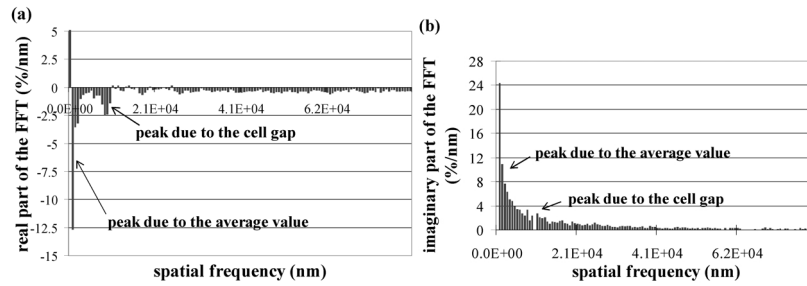 (a)
real part of the FFT (%/nm)
5
2.5
0
-2.5
-5
-7.5
-10
-12.5
-15
0.0E+00
2.1E+04
4.1E+04
6.2E+04
peak due to the cell gap
peak due to the average value
spatial frequency (nm)
(b)
imaginary part of the FFT
(%/nm)
28
24
20
16
12
8
4
0
peak due to the average value
peak due to the cell gap
0.0E+00
2.1E+04
4.1E+04
6.2E+04
spatial frequency (nm)